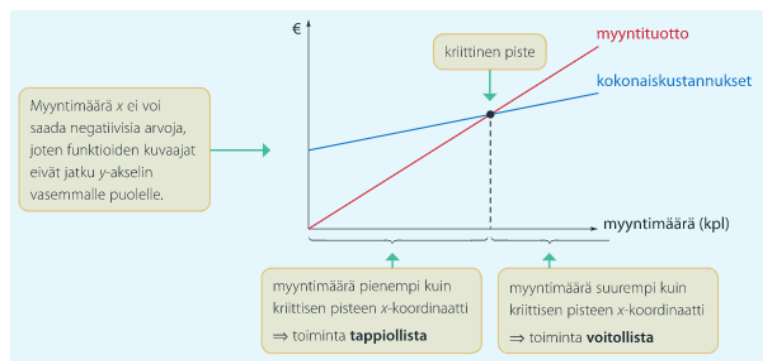 €
myyntituotto
kriittinen piste
kokonaiskustannukset
Myyntimäärä x ei voi
saada negatiivisia arvoja,
joten funktioiden kuvaajat
eivät jatku y-akselin
vasemmalle puolelle.
myyntimäärä (kpl)
myyntimäärä pienempi kuin
kriittisen pisteen x-koordinaatti
⇒ toiminta tappiollista
myyntimäärä suurempi kuin
kriittisen pisteen x-koordinaatti
⇒ toiminta voitollista